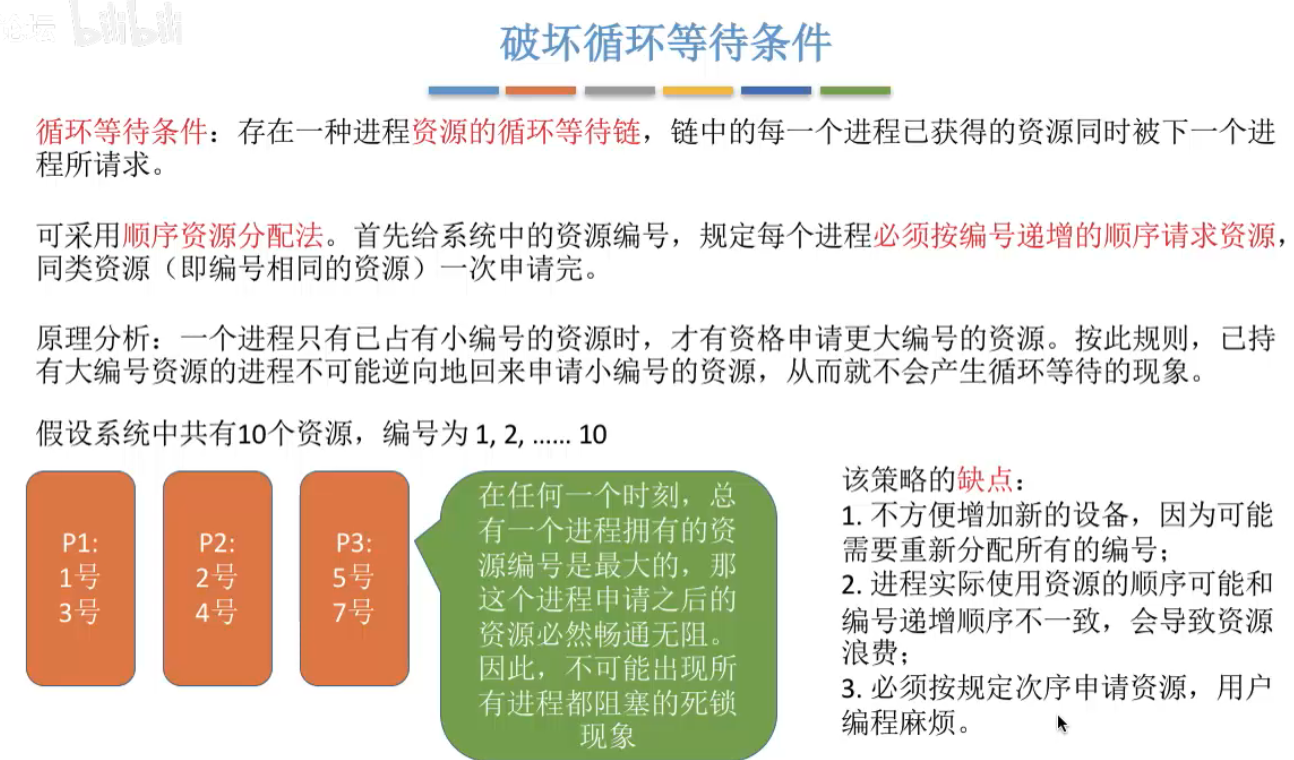 论坛 bilibili
破坏循环等待条件
循环等待条件：存在一种进程资源的循环等待链，链中的每一个进程已获得的资源同时被下一个进
程所请求。
可采用顺序资源分配法。首先给系统中的资源编号，规定每个进程必须按编号递增的顺序请求资源，
同类资源（即编号相同的资源）一次申请完。
原理分析：一个进程只有已占有小编号的资源时，才有资格申请更大编号的资源。按此规则，已持
有大编号资源的进程不可能逆向地回来申请小编号的资源，从而就不会产生循环等待的现象。
假设系统中共有10个资源，编号为 1, 2, …… 10
P1:
1号
3号
P2:
2号
4号
P3:
5号
7号
在任何一个时刻，总
有一个进程拥有的资
源编号是最大的，那
这个进程申请之后的
资源必然畅通无阻。
因此，不可能出现所
有进程都阻塞的死锁
现象
该策略的缺点：
1. 不方便增加新的设备，因为可能
需要重新分配所有的编号；
2. 进程实际使用资源的顺序可能和
编号递增顺序不一致，会导致资源
浪费；
3. 必须按规定次序申请资源，用户
编程麻烦。